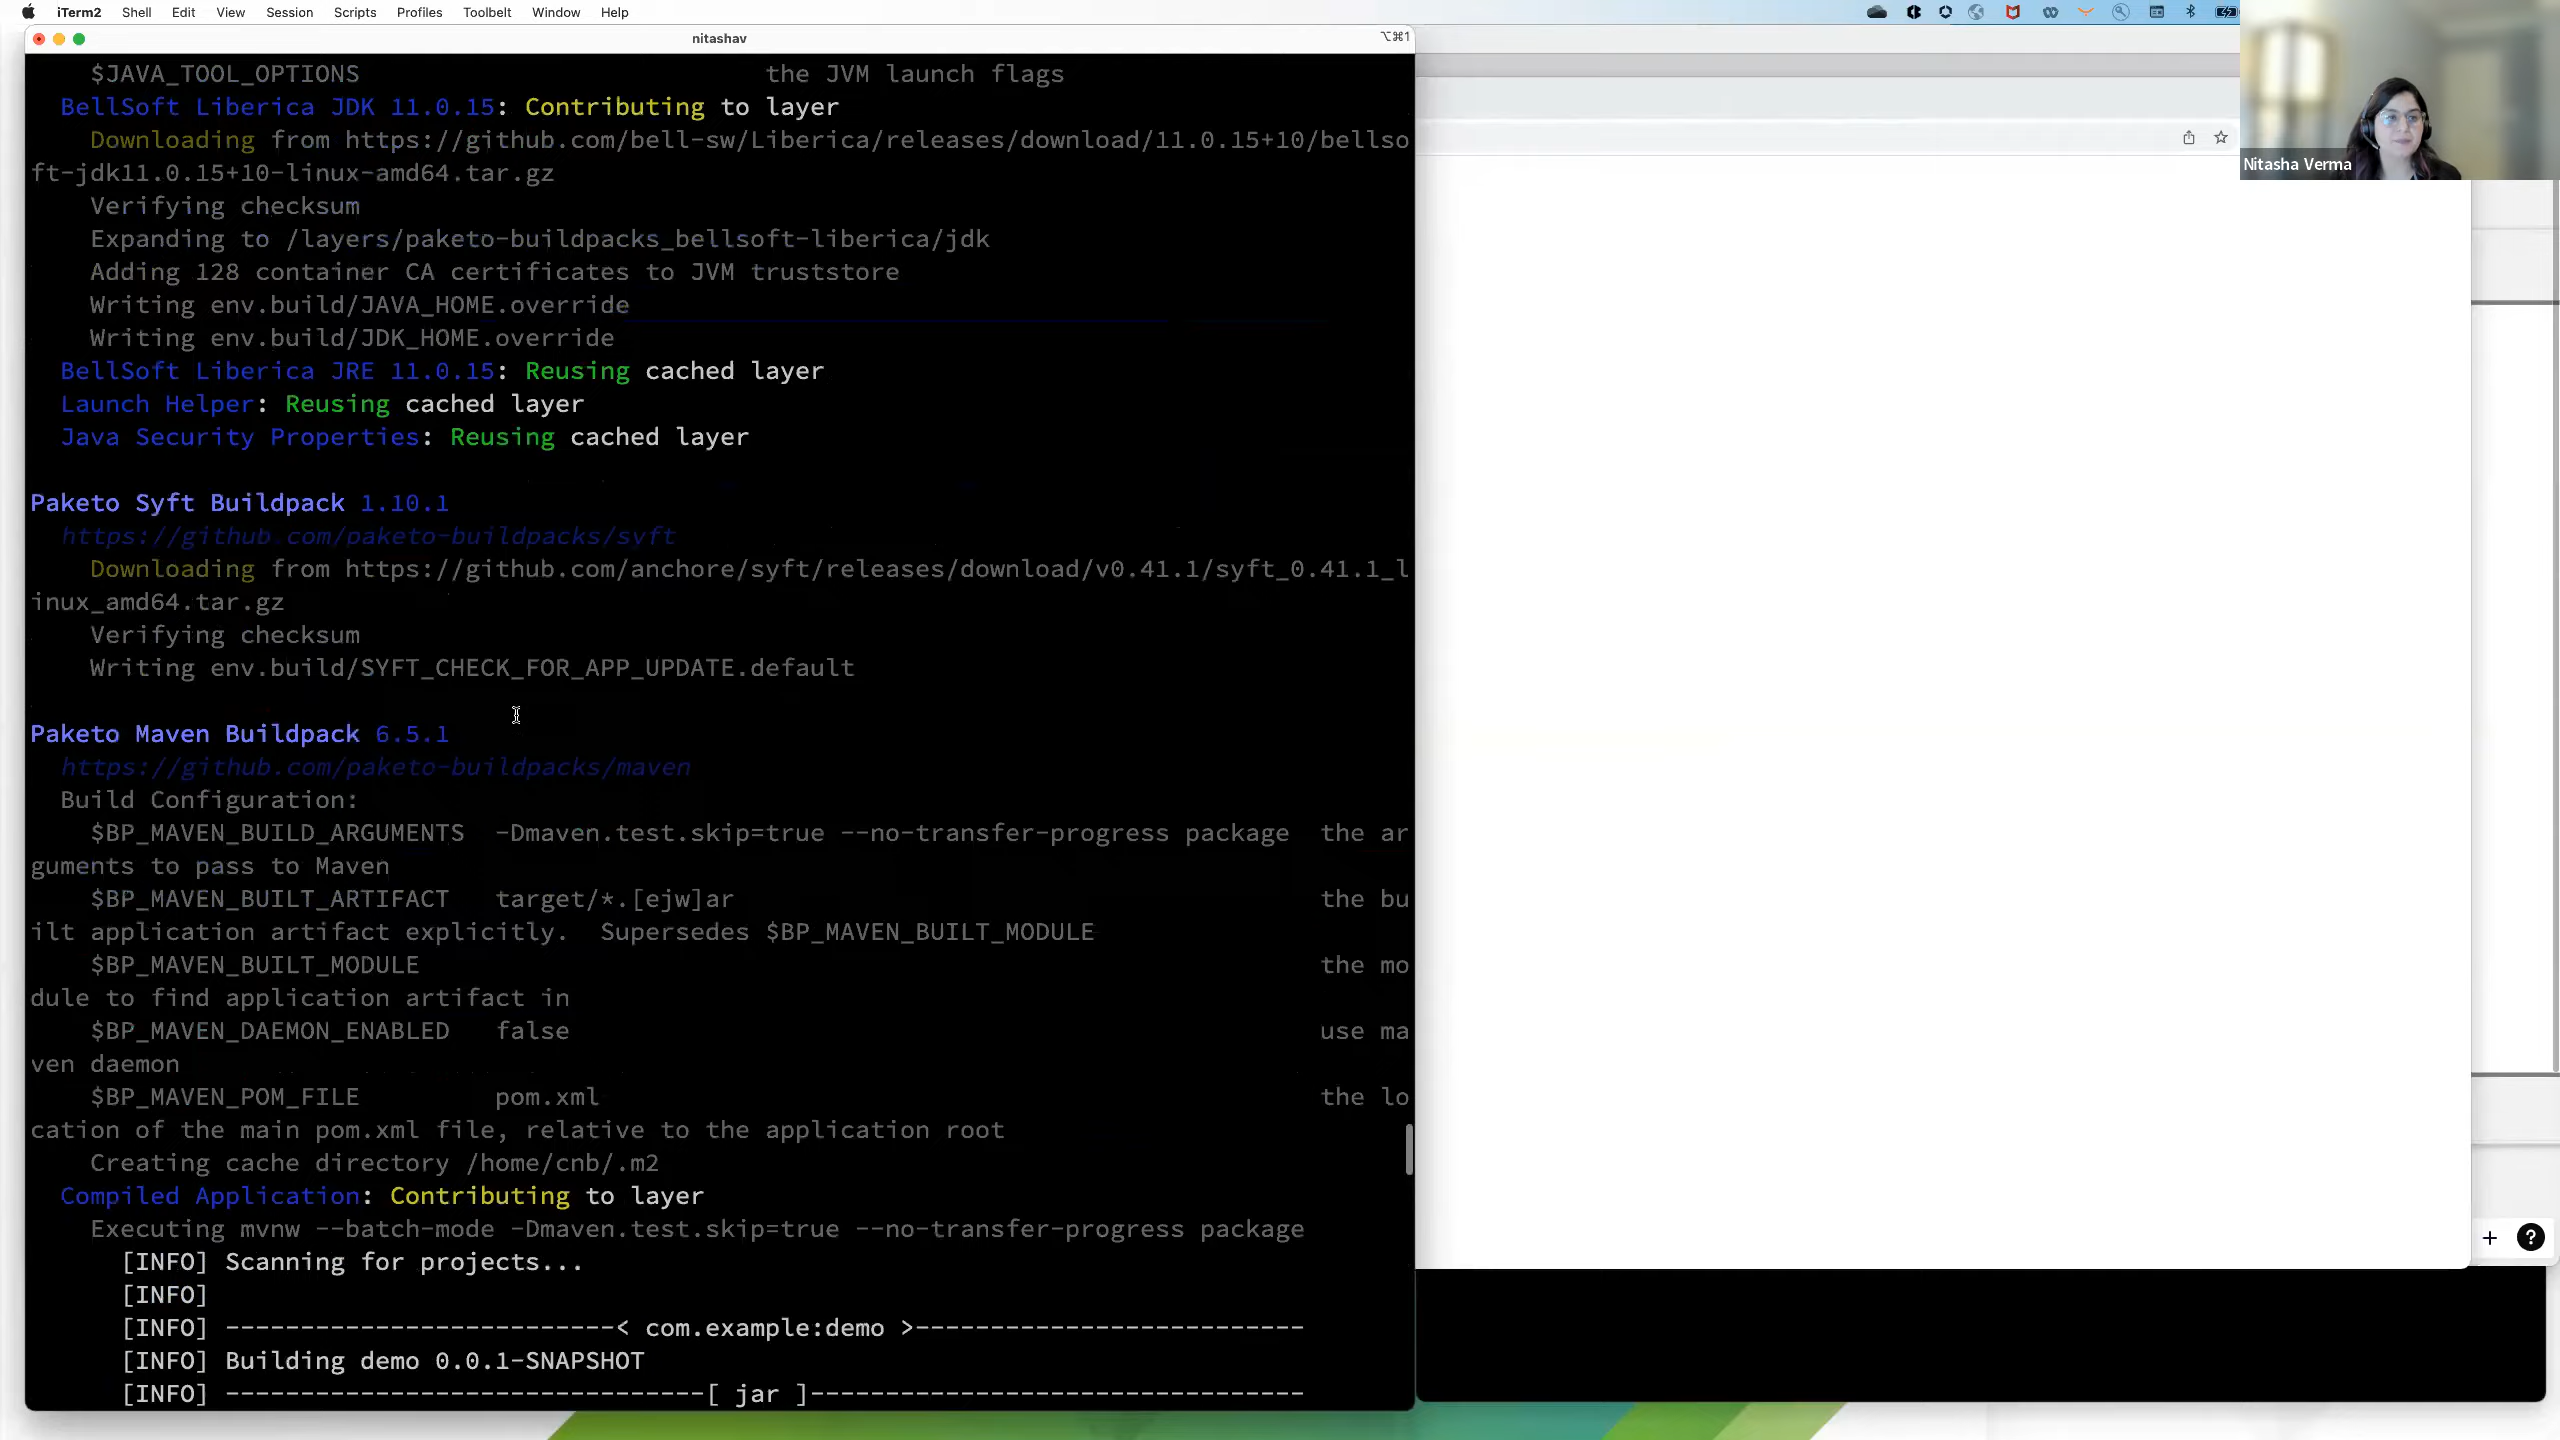 iTerm2 Shell Edit View Session Scripts Profiles Toolbelt Window Help
nitashav ⌥⌘1
$JAVA_TOOL_OPTIONS the JVM launch flags
BellSoft Liberica JDK 11.0.15: Contributing to layer
Downloading from https://github.com/bell-sw/Liberica/releases/download/11.0.15+10/bellso
ft-jdk11.0.15+10-linux-amd64.tar.gz
Verifying checksum
Expanding to /layers/paketo-buildpacks_bellsoft-liberica/jdk
Adding 128 container CA certificates to JVM truststore
Writing env.build/JAVA_HOME.override
Writing env.build/JDK_HOME.override
BellSoft Liberica JRE 11.0.15: Reusing cached layer
Launch Helper: Reusing cached layer
Java Security Properties: Reusing cached layer
Paketo Syft Buildpack 1.10.1
https://github.com/paketo-buildpacks/syft
Downloading from https://github.com/anchore/syft/releases/download/v0.41.1/syft_0.41.1_l
inux_amd64.tar.gz
Verifying checksum
Writing env.build/SYFT_CHECK_FOR_APP_UPDATE.default
Paketo Maven Buildpack 6.5.1
https://github.com/paketo-buildpacks/maven
Build Configuration:
$BP_MAVEN_BUILD_ARGUMENTS -Dmaven.test.skip=true --no-transfer-progress package the ar
guments to pass to Maven
$BP_MAVEN_BUILT_ARTIFACT target/*.[ejw]ar the bu
ilt application artifact explicitly. Supersedes $BP_MAVEN_BUILT_MODULE
$BP_MAVEN_BUILT_MODULE the mo
dule to find application artifact in
$BP_MAVEN_DAEMON_ENABLED false use ma
ven daemon
$BP_MAVEN_POM_FILE pom.xml the lo
cation of the main pom.xml file, relative to the application root
Creating cache directory /home/cnb/.m2
Compiled Application: Contributing to layer
Executing mvnw --batch-mode -Dmaven.test.skip=true --no-transfer-progress package
[INFO] Scanning for projects...
[INFO]
[INFO] --------------------------< com.example:demo >--------------------------
[INFO] Building demo 0.0.1-SNAPSHOT
[INFO] --------------------------------[ jar ]---------------------------------
Nitasha Verma
+ ?